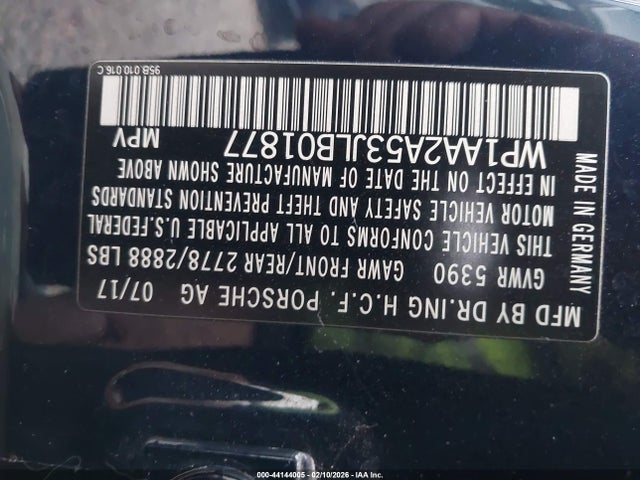 MFD BY DR.ING H.C.F. PORSCHE AG
07/17
GVWR 5390 GAWR FRONT/REAR 2778/2888 LBS
THIS VEHICLE CONFORMS TO ALL APPLICABLE U.S.FEDERAL
MOTOR VEHICLE SAFETY AND THEFT PREVENTION STANDARDS
IN EFFECT ON THE DATE OF MANUFACTURE SHOWN ABOVE
WP1AA2A53JLB01877 MPV
MADE IN GERMANY
95B.010.016 C
000-44144005 - 02/10/2026 - IAA Inc.